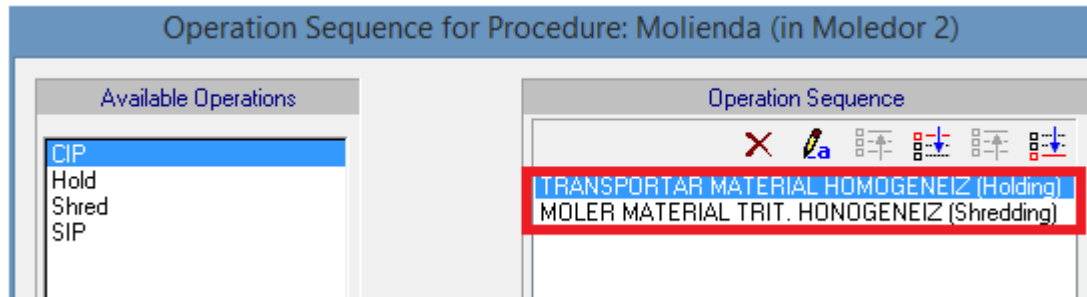 Operation Sequence for Procedure: Molienda (in Moledor 2)
Available Operations
CIP
Hold
Shred
SIP
Operation Sequence
a
TRANSPORTAR MATERIAL HOMOGENEIZ (Holding)
MOLER MATERIAL TRIT. HONOGENEIZ (Shredding)